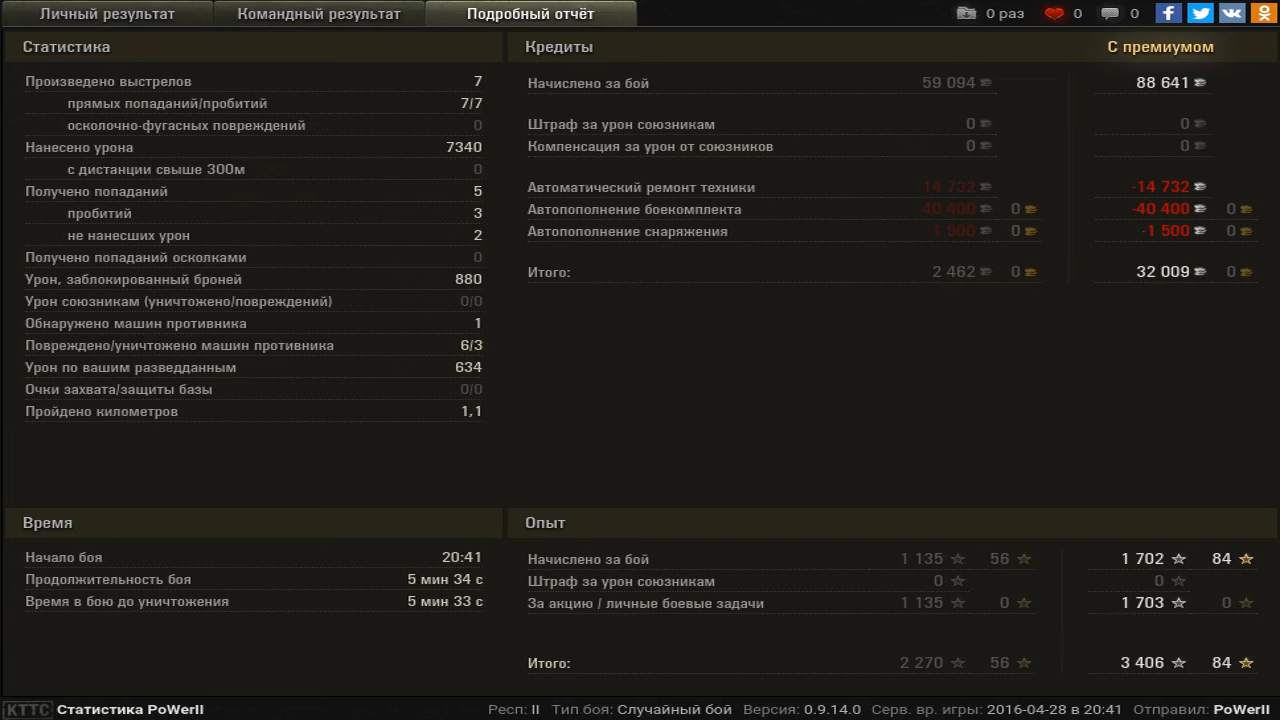 Личный результат Командный результат Подробный отчёт 0 раз 0 0
Статистика
Произведено выстрелов 7
прямых попаданий/пробитий 7/7
осколочно-фугасных повреждений 0
Нанесено урона 7340
с дистанции свыше 300м 0
Получено попаданий 5
пробитий 3
не нанесших урон 2
Получено попаданий осколками 0
Урон, заблокированный броней 880
Урон союзникам (уничтожено/повреждений) 0/0
Обнаружено машин противника 1
Повреждено/уничтожено машин противника 6/3
Урон по вашим разведданным 634
Очки захвата/защиты базы 0/0
Пройдено километров 1,1
Кредиты С премиумом
Начислено за бой 59 094 88 641
Штраф за урон союзникам 0 0
Компенсация за урон от союзников 0 0
Автоматический ремонт техники -14 732 -14 732
Автопополнение боекомплекта -40 400 0 -40 400 0
Автопополнение снаряжения -1 500 0 -1 500 0
Итого: 2 462 0 32 009 0
Время
Начало боя 20:41
Продолжительность боя 5 мин 34 с
Время в бою до уничтожения 5 мин 33 с
Опыт
Начислено за бой 1 135 56 1 702 84
Штраф за урон союзникам 0 0
За акцию / личные боевые задачи 1 135 0 1 703 0
Итого: 2 270 56 3 406 84
КТТС Статистика PoWerII Респ: II Тип боя: Случайный бой Версия: 0.9.14.0 Серв. вр. игры: 2016-04-28 в 20:41 Отправил: PoWerII